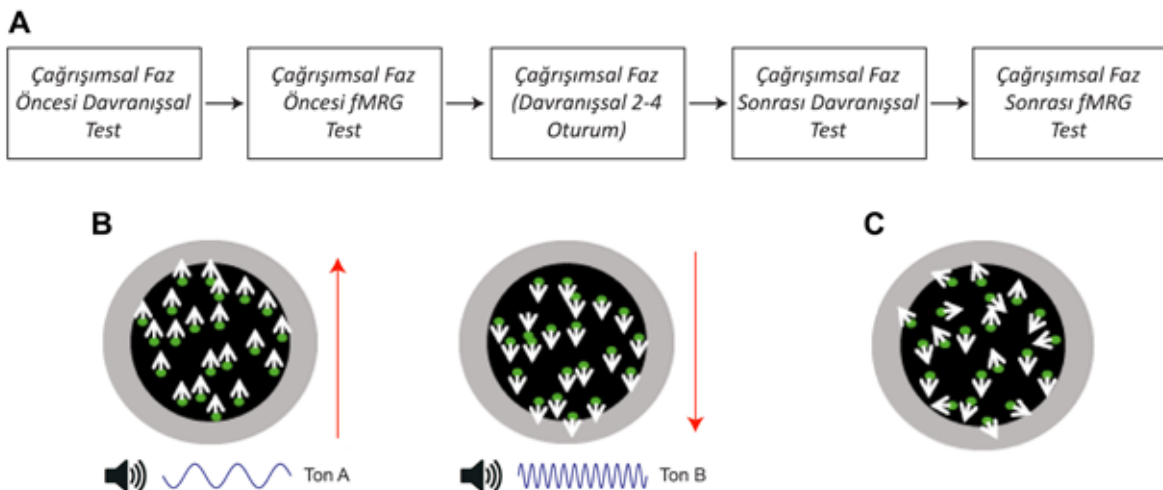 A
Çağrışımsal Faz
Öncesi Davranışsal
Test
Çağrışımsal Faz
Öncesi fMRG
Test
Çağrışımsal Faz
(Davranışsal 2-4
Oturum)
Çağrışımsal Faz
Sonrası Davranışsal
Test
Çağrışımsal Faz
Sonrası fMRG
Test
B
C
Ton A
Ton B